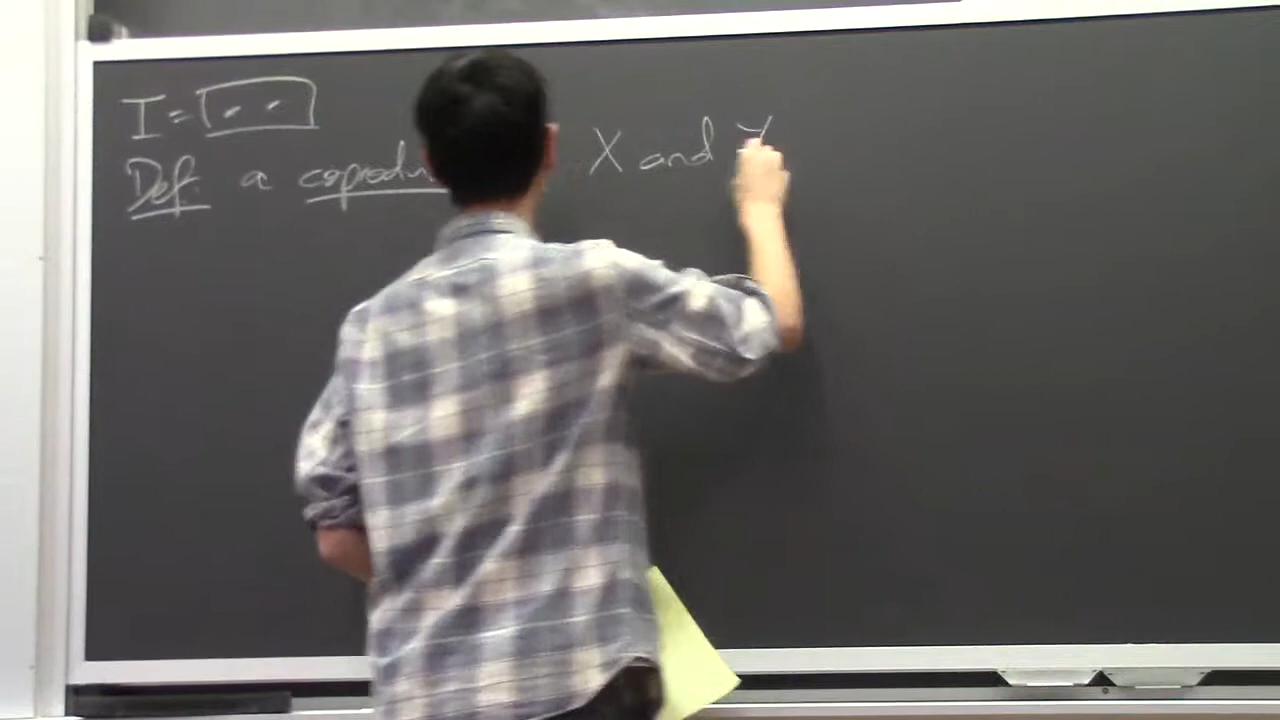 I = [· ·]
Def. a coprodu X and Y